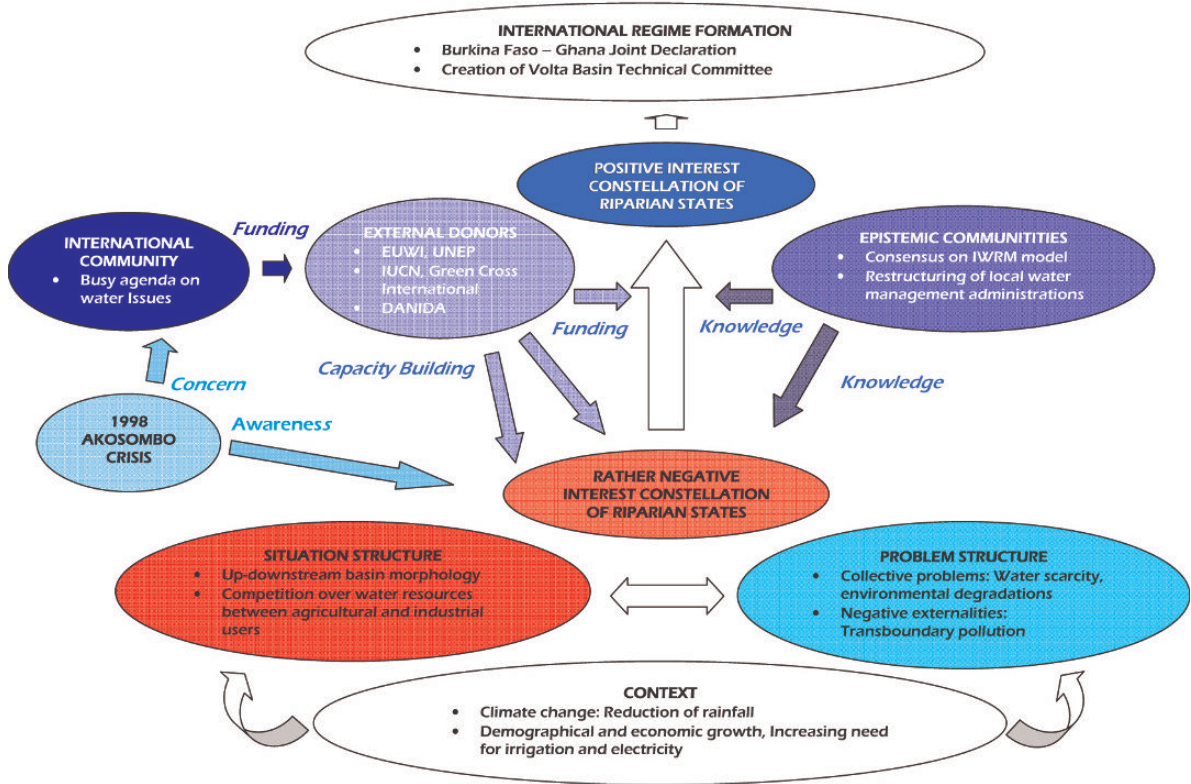 INTERNATIONAL REGIME FORMATION
• Burkina Faso – Ghana Joint Declaration
• Creation of Volta Basin Technical Committee
POSITIVE INTEREST
CONSTELLATION OF
RIPARIAN STATES
INTERNATIONAL
COMMUNITY
• Busy agenda on
water Issues
Funding
EXTERNAL DONORS
• EUWI, UNEP
• IUCN, Green Cross
International
• DANIDA
EPISTEMIC COMMUNITITIES
• Consensus on IWRM model
• Restructuring of local water
management administrations
Funding
Knowledge
Capacity Building
Knowledge
Concern
1998
AKOSOMBO
CRISIS
Awareness
RATHER NEGATIVE
INTEREST CONSTELLATION
OF RIPARIAN STATES
SITUATION STRUCTURE
• Up-downstream basin morphology
• Competition over water resources
between agricultural and industrial
users
PROBLEM STRUCTURE
• Collective problems: Water scarcity,
environmental degradations
• Negative externalities:
Transboundary pollution
CONTEXT
• Climate change: Reduction of rainfall
• Demographical and economic growth, Increasing need
for irrigation and electricity